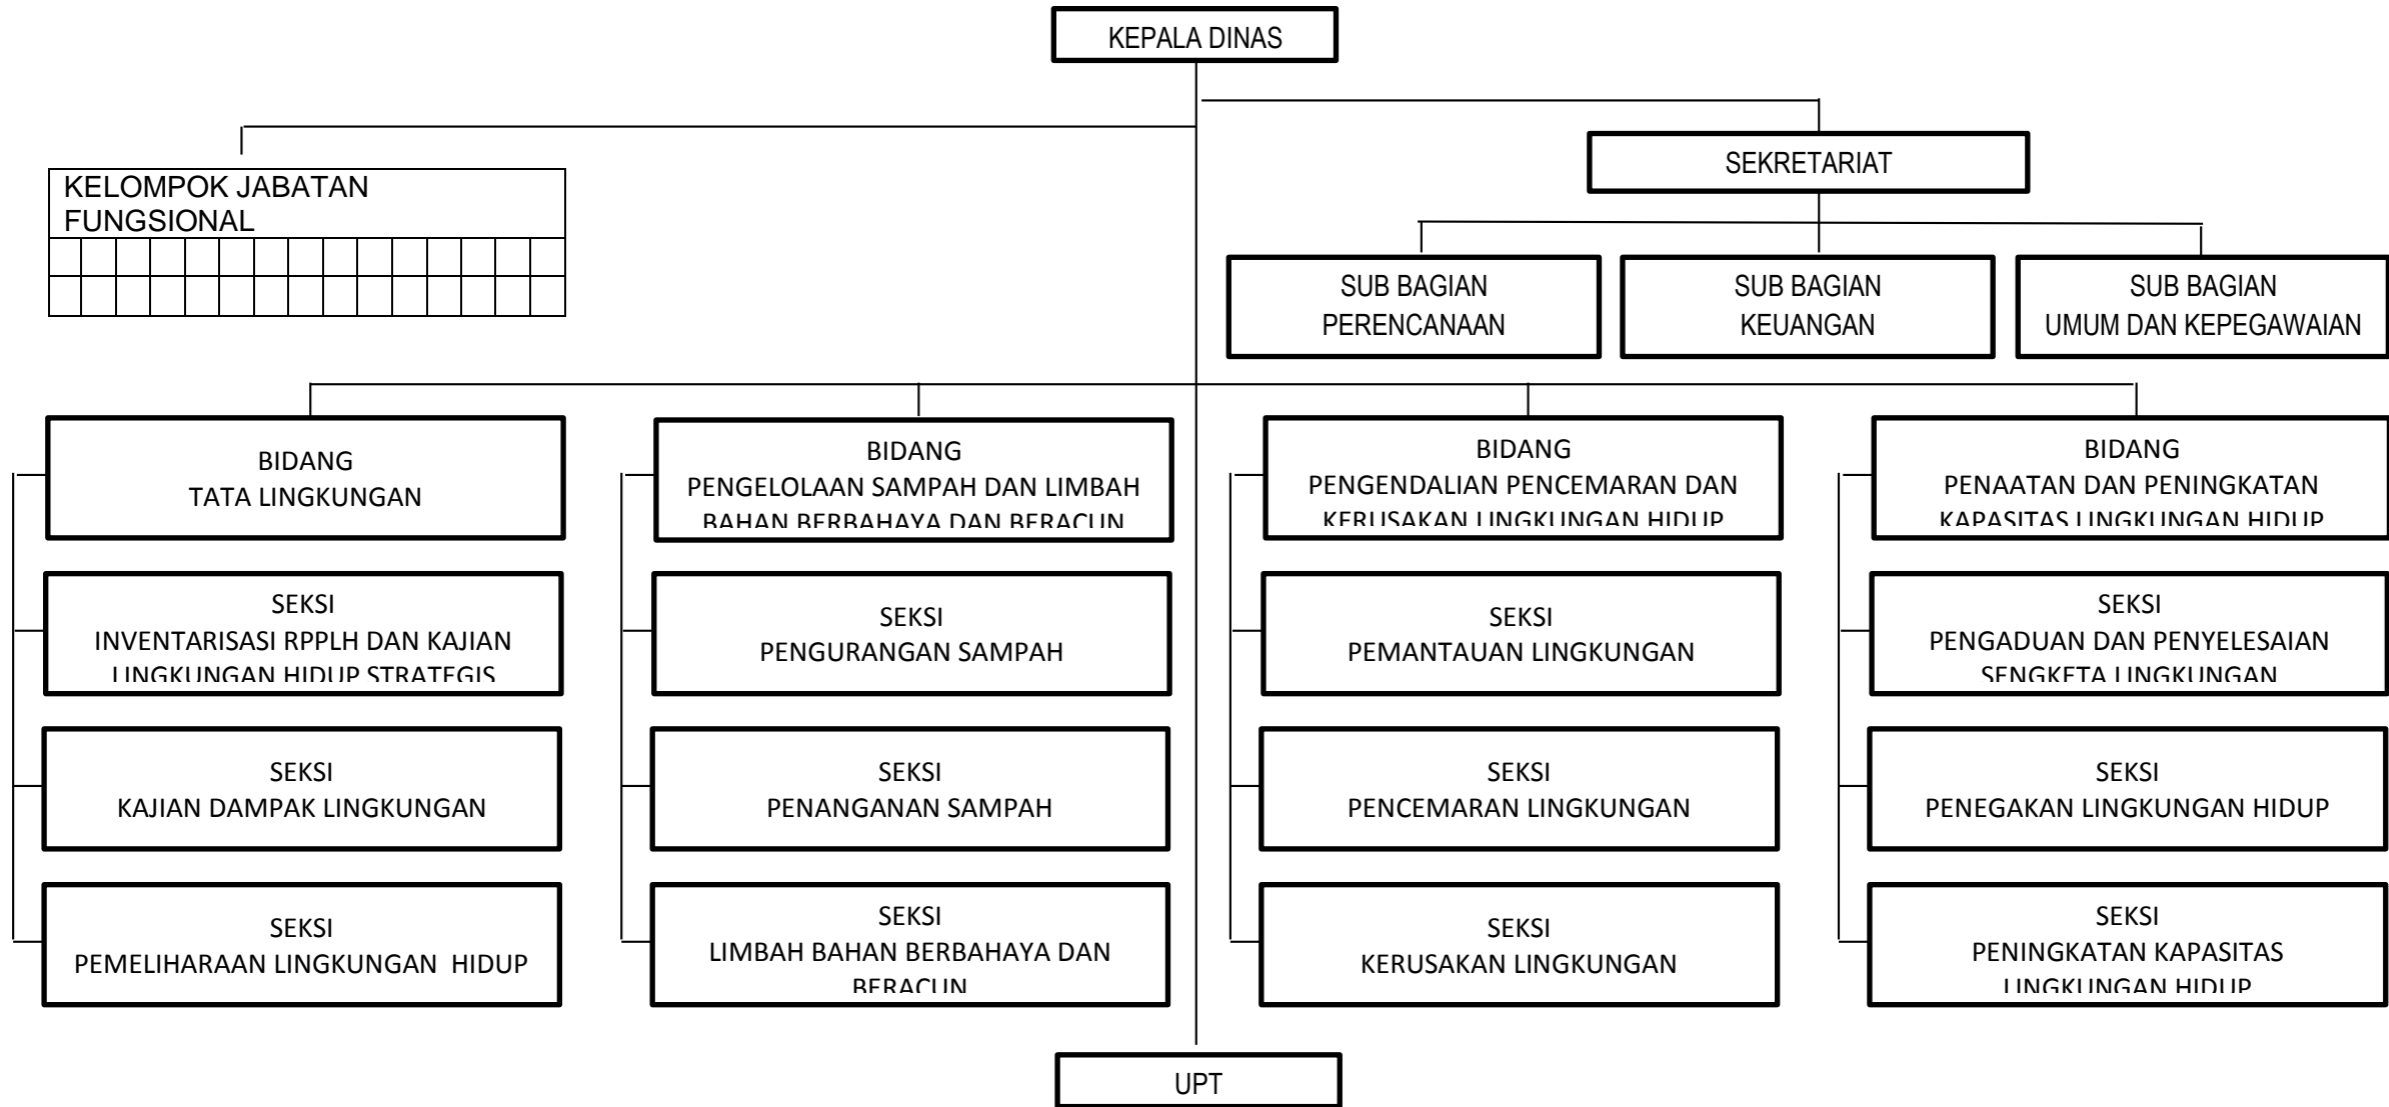 KEPALA DINAS
SEKRETARIAT
KELOMPOK JABATAN
FUNGSIONAL
SUB BAGIAN
PERENCANAAN
SUB BAGIAN
KEUANGAN
SUB BAGIAN
UMUM DAN KEPEGAWAIAN
BIDANG
TATA LINGKUNGAN
BIDANG
PENGELOLAAN SAMPAH DAN LIMBAH
BAHAN BERBAHAYA DAN BERACUN
BIDANG
PENGENDALIAN PENCEMARAN DAN
KERUSAKAN LINGKUNGAN HIDUP
BIDANG
PENAATAN DAN PENINGKATAN
KAPASITAS LINGKUNGAN HIDUP
SEKSI
INVENTARISASI RPPLH DAN KAJIAN
LINGKUNGAN HIDUP STRATEGIS
SEKSI
PENGURANGAN SAMPAH
SEKSI
PEMANTAUAN LINGKUNGAN
SEKSI
PENGADUAN DAN PENYELESAIAN
SENGKETA LINGKUNGAN
SEKSI
KAJIAN DAMPAK LINGKUNGAN
SEKSI
PENANGANAN SAMPAH
SEKSI
PENCEMARAN LINGKUNGAN
SEKSI
PENEGAKAN LINGKUNGAN HIDUP
SEKSI
PEMELIHARAAN LINGKUNGAN  HIDUP
SEKSI
LIMBAH BAHAN BERBAHAYA DAN
BERACUN
SEKSI
KERUSAKAN LINGKUNGAN
SEKSI
PENINGKATAN KAPASITAS
LINGKUNGAN HIDUP
UPT